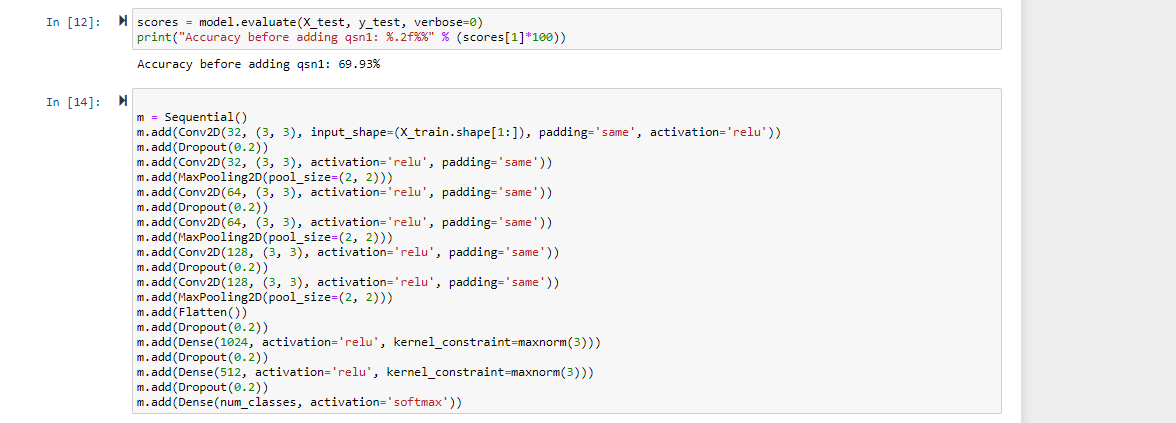 In [12]:
scores = model.evaluate(X_test, y_test, verbose=0)
print("Accuracy before adding qsn1: %.2f%%" % (scores[1]*100))
Accuracy before adding qsn1: 69.93%
In [14]:
m = Sequential()
m.add(Conv2D(32, (3, 3), input_shape=(X_train.shape[1:]), padding='same', activation='relu'))
m.add(Dropout(0.2))
m.add(Conv2D(32, (3, 3), activation='relu', padding='same'))
m.add(MaxPooling2D(pool_size=(2, 2)))
m.add(Conv2D(64, (3, 3), activation='relu', padding='same'))
m.add(Dropout(0.2))
m.add(Conv2D(64, (3, 3), activation='relu', padding='same'))
m.add(MaxPooling2D(pool_size=(2, 2)))
m.add(Conv2D(128, (3, 3), activation='relu', padding='same'))
m.add(Dropout(0.2))
m.add(Conv2D(128, (3, 3), activation='relu', padding='same'))
m.add(MaxPooling2D(pool_size=(2, 2)))
m.add(Flatten())
m.add(Dropout(0.2))
m.add(Dense(1024, activation='relu', kernel_constraint=maxnorm(3)))
m.add(Dropout(0.2))
m.add(Dense(512, activation='relu', kernel_constraint=maxnorm(3)))
m.add(Dropout(0.2))
m.add(Dense(num_classes, activation='softmax'))